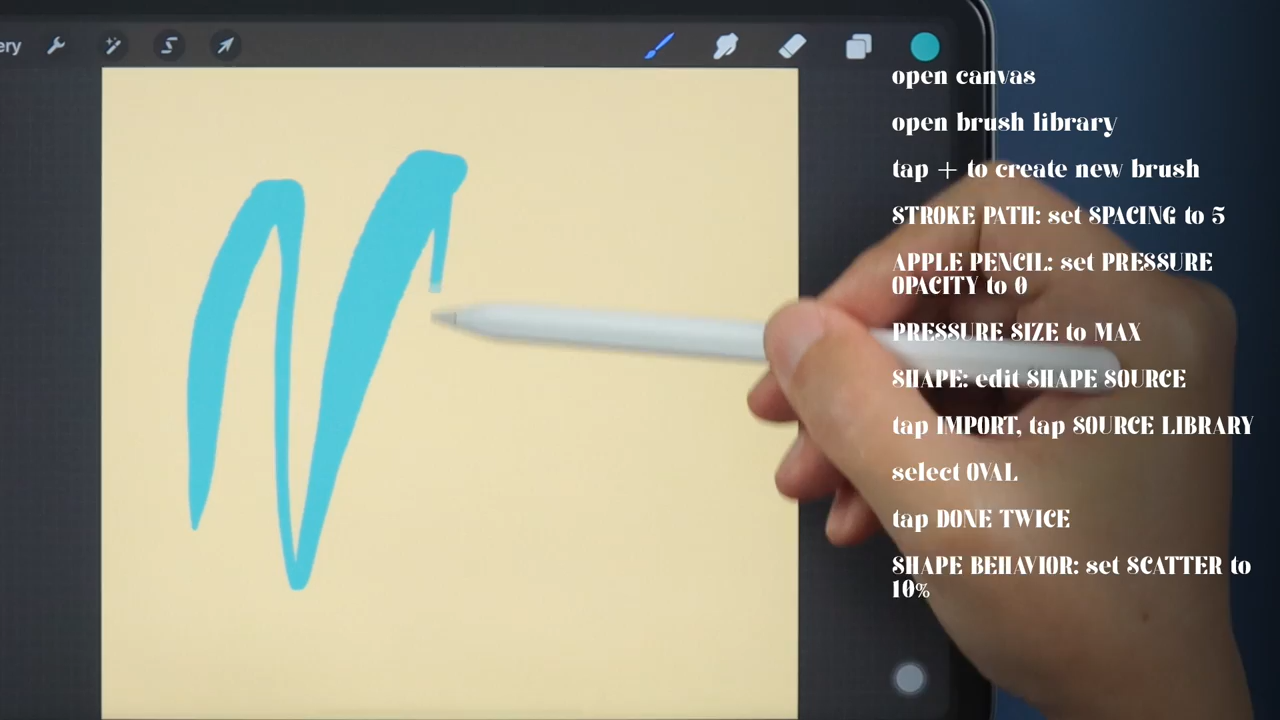 ery
open canvas
open brush library
tap + to create new brush
STROKE PATH: set SPACING to 5
APPLE PENCIL: set PRESSURE
OPACITY to 0
PRESSURE SIZE to MAX
SHAPE: edit SHAPE SOURCE
tap IMPORT, tap SOURCE LIBRARY
select OVAL
tap DONE TWICE
SHAPE BEHAVIOR: set SCATTER to
10%